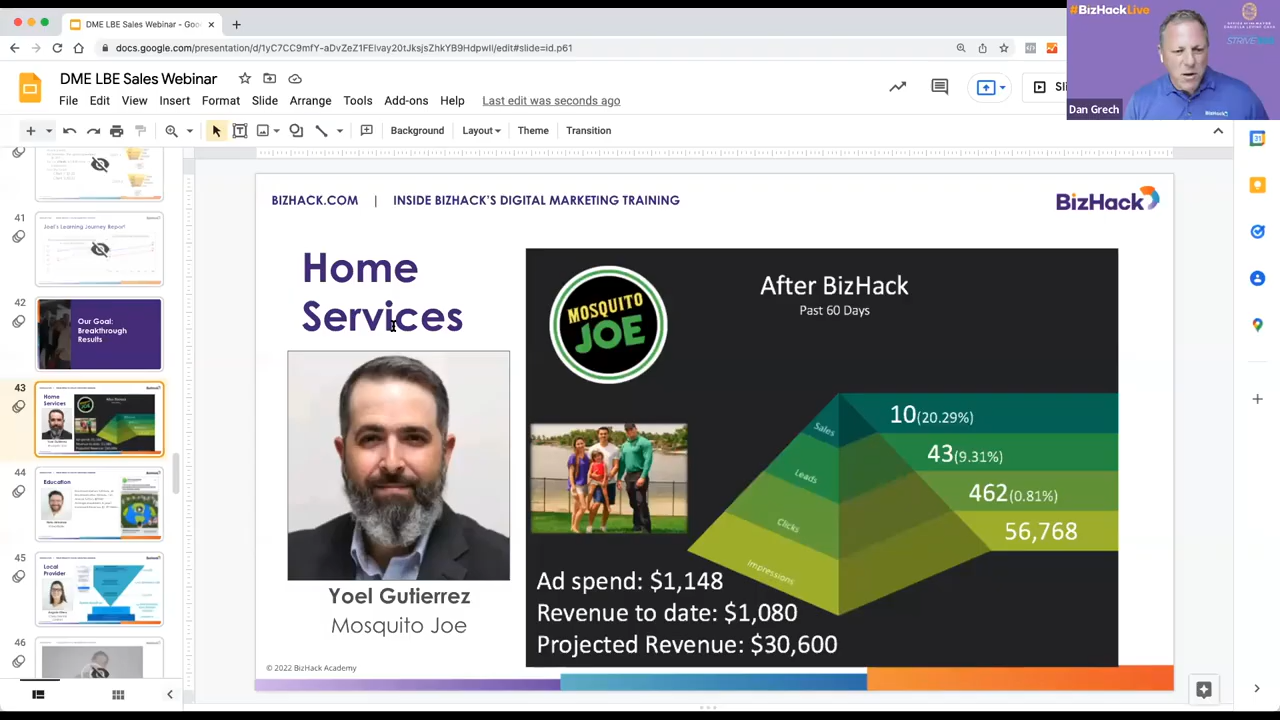 DME LBE Sales Webinar - Goo
#BizHackLive
docs.google.com/presentation/d/1yC7CC9mfY-aDvZeZ1FEIvay20tJksjsZhkYB9HdpwII/edit#slide=id.p61
DME LBE Sales Webinar
File Edit View Insert Format Slide Arrange Tools Add-ons Help Last edit was seconds ago
Dan Grech
BizHack
Background Layout Theme Transition
41
Joel's Learning Journey Report
42
Our Goal:
Breakthrough
Results
43
Home
Services
44
Education
45
Local
Provider
46
BIZHACK.COM | INSIDE BIZHACK'S DIGITAL MARKETING TRAINING
BizHack
Home
Services
MOSQUITO
JOE
After BizHack
Past 60 Days
Sales
10(20.29%)
Leads
43(9.31%)
Clicks
462(0.81%)
Impressions
56,768
Ad spend: $1,148
Revenue to date: $1,080
Projected Revenue: $30,600
Yoel Gutierrez
Mosquito Joe
© 2022 BizHack Academy